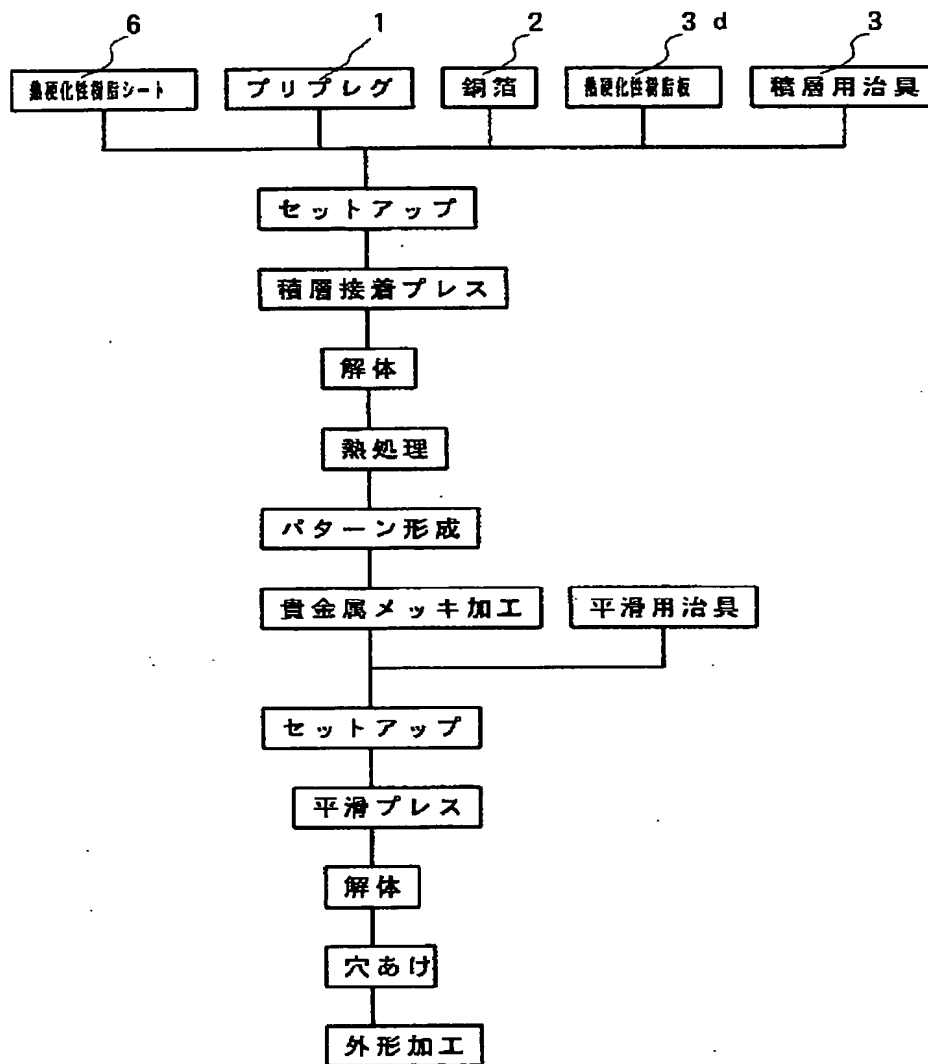 6 1 2 3 d 3
熱硬化性樹脂シート プリプレグ 銅箔 熱硬化性樹脂板 積層用治具
セットアップ
積層接着プレス
解体
熱処理
パターン形成
貴金属メッキ加工 平滑用治具
セットアップ
平滑プレス
解体
穴あけ
外形加工